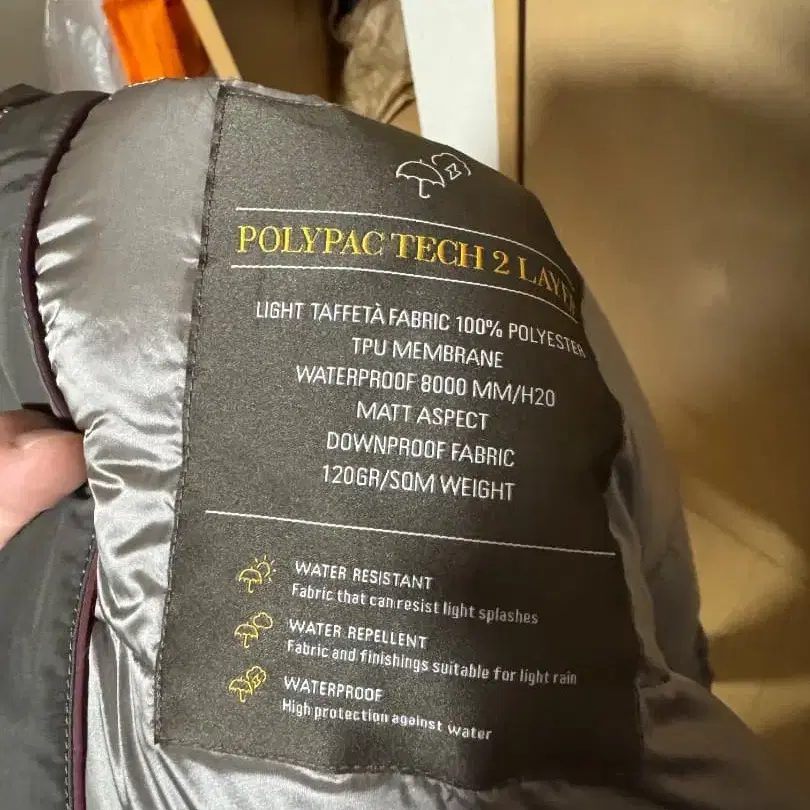 POLYPAC TECH 2 LAYER
LIGHT TAFFETÀ FABRIC 100% POLYESTER
TPU MEMBRANE
WATERPROOF 8000 MM/H20
MATT ASPECT
DOWNPROOF FABRIC
120GR/SQM WEIGHT
WATER RESISTANT
Fabric that can resist light splashes
WATER REPELLENT
Fabric and finishings suitable for light rain
WATERPROOF
High protection against water